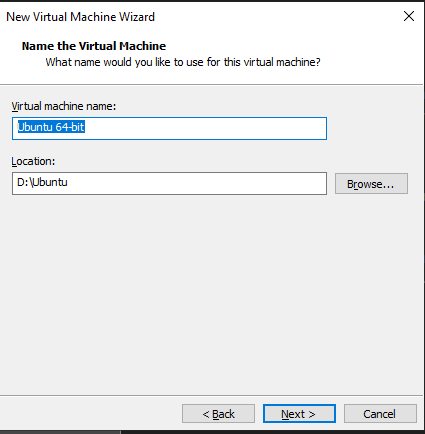 New Virtual Machine Wizard
Name the Virtual Machine
What name would you like to use for this virtual machine?
Virtual machine name:
Ubuntu 64-bit
Location:
D:\Ubuntu
Browse...
< Back
Next >
Cancel